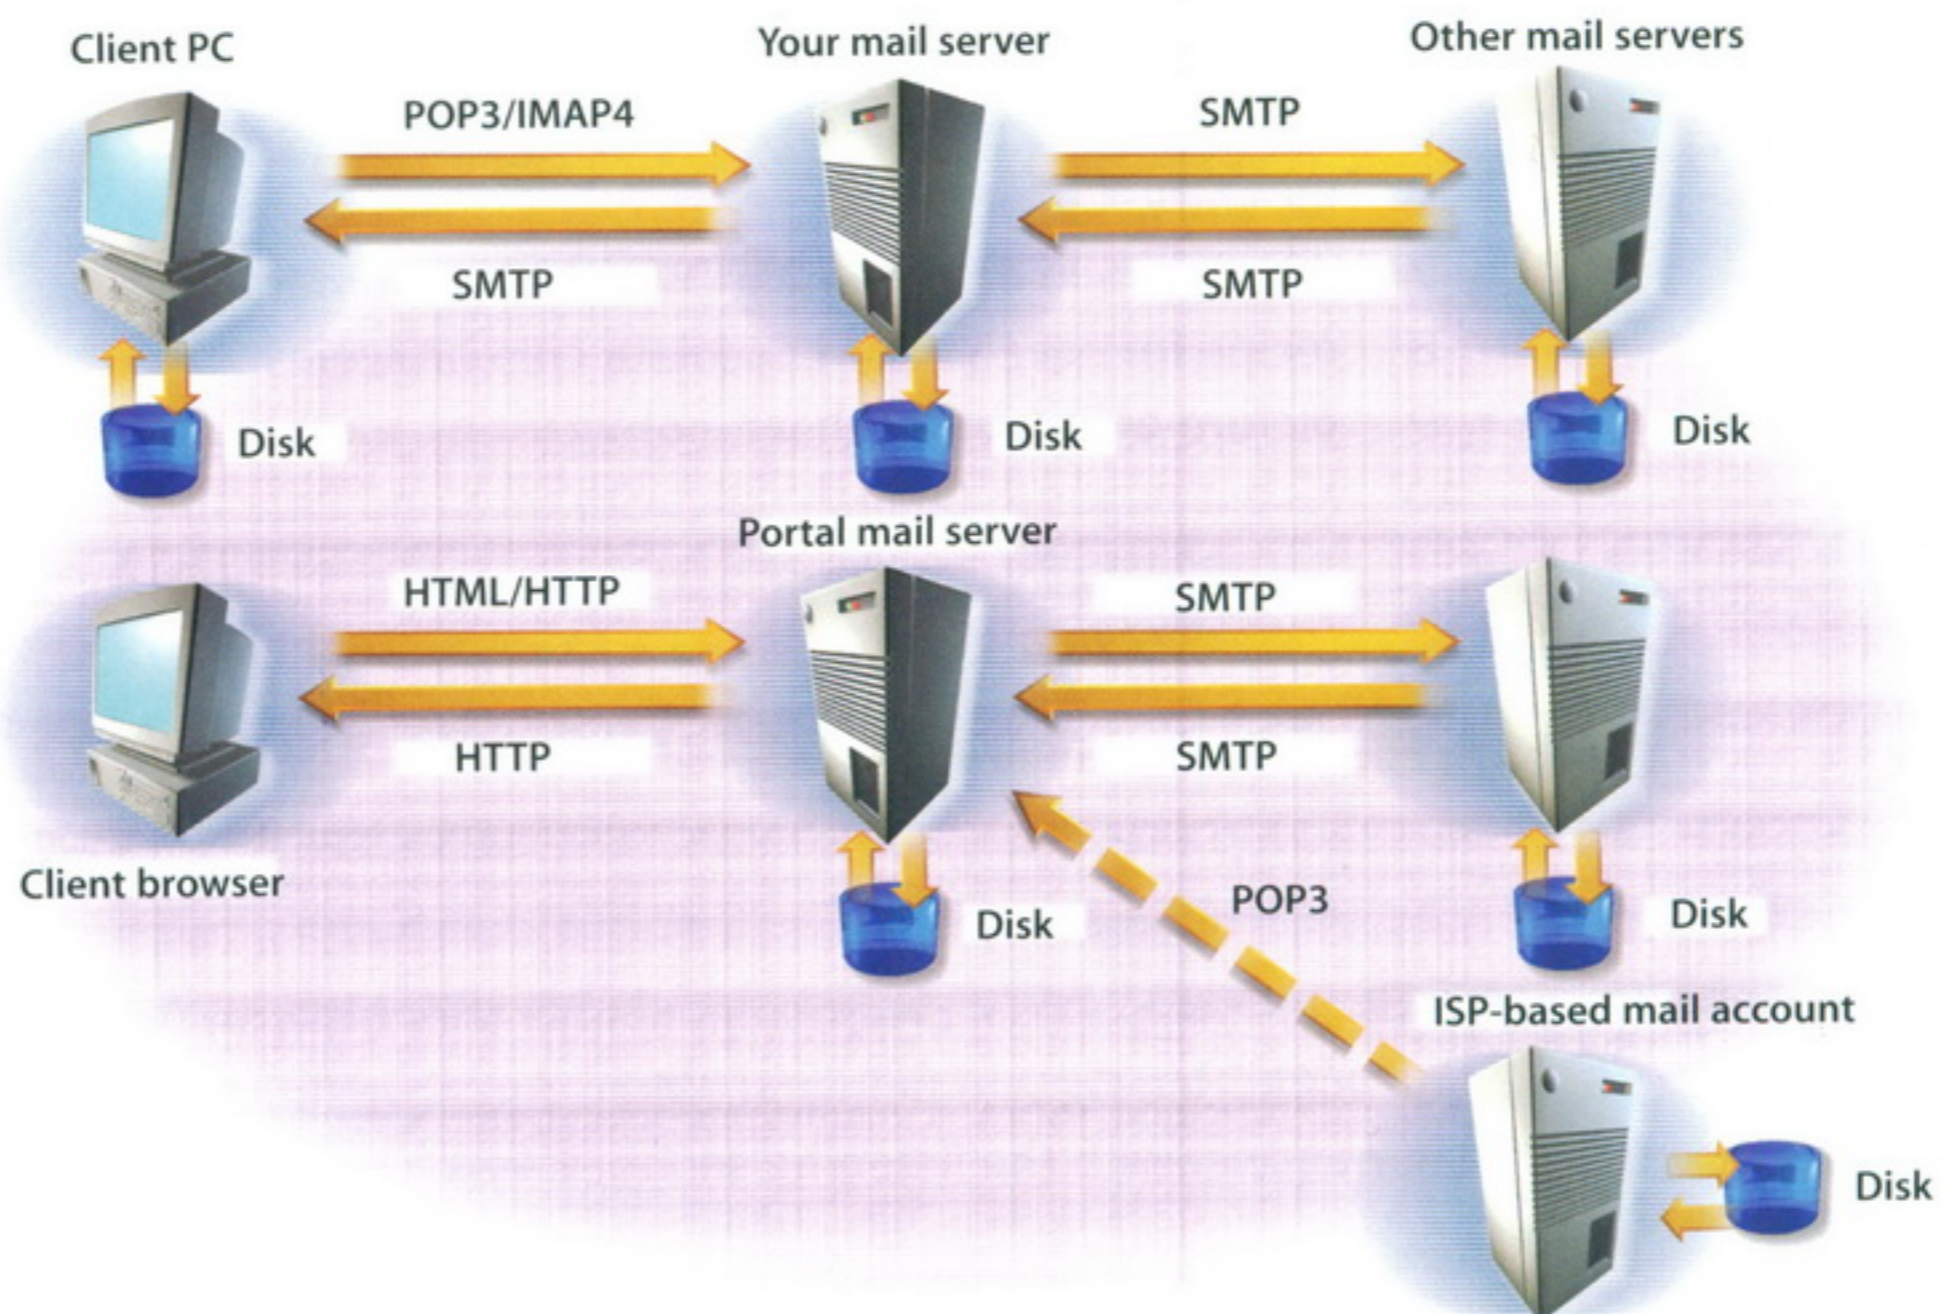 Client PC
Your mail server
Other mail servers
POP3/IMAP4
SMTP
SMTP
SMTP
Disk
Disk
Disk
Portal mail server
HTML/HTTP
SMTP
HTTP
SMTP
Client browser
POP3
Disk
Disk
ISP-based mail account
Disk